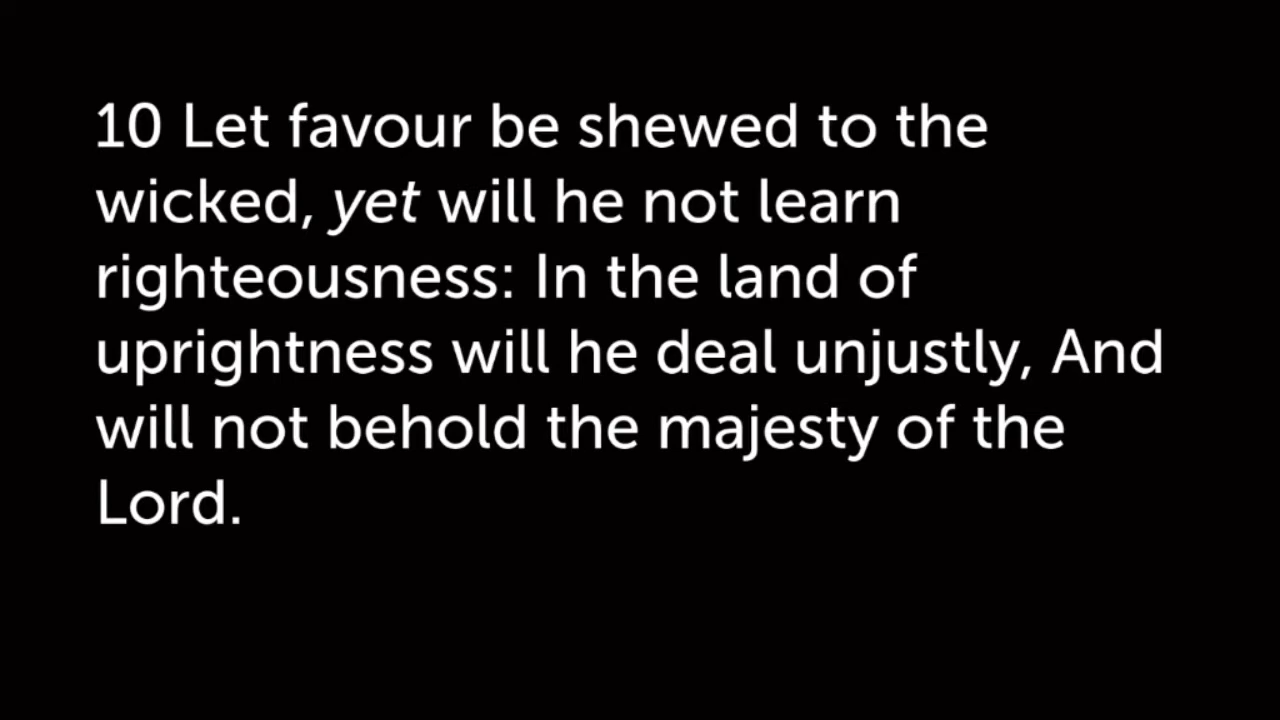 10 Let favour be shewed to the
wicked, yet will he not learn
righteousness: In the land of
uprightness will he deal unjustly, And
will not behold the majesty of the
Lord.